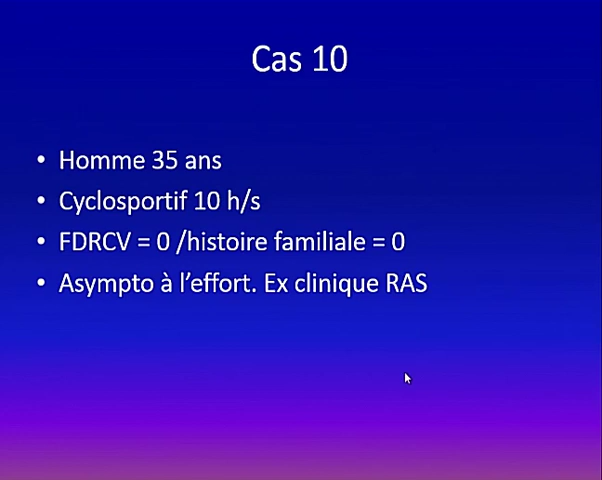 Cas 10
• Homme 35 ans
• Cyclosportif 10 h/s
• FDRCV = 0 /histoire familiale = 0
• Asympto à l’effort. Ex clinique RAS